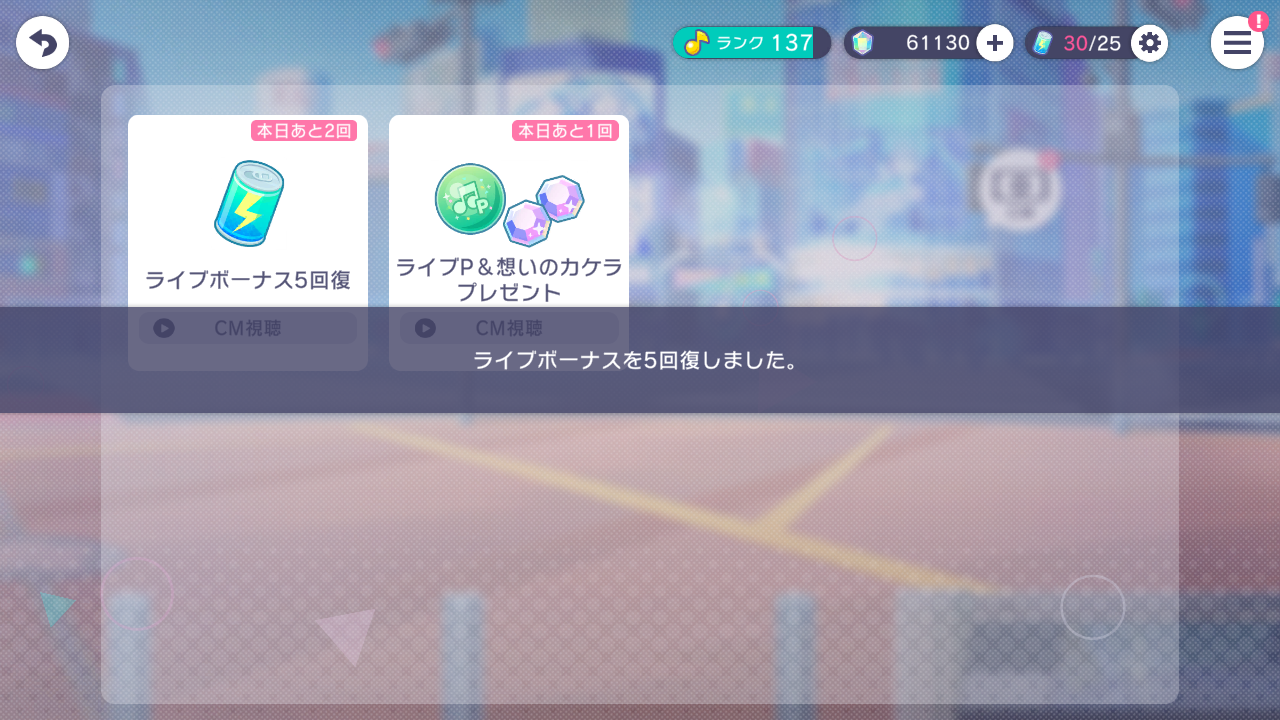 ランク 137
61130
30/25
本日あと2回
ライブボーナス5回復
CM視聴
本日あと1回
ライブP＆想いのカケラ
プレゼント
CM視聴
ライブボーナスを5回復しました。